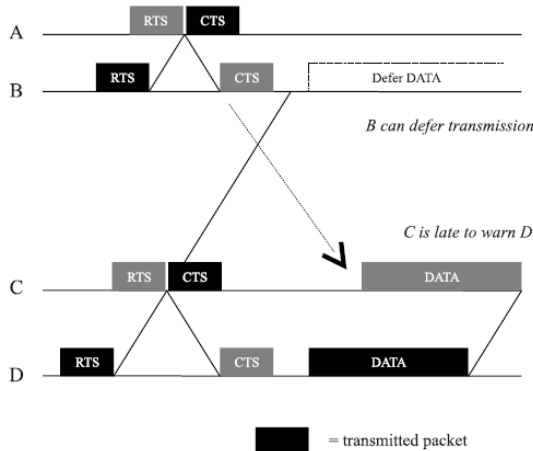 A RTS CTS
B RTS CTS Defer DATA
B can defer transmission
C is late to warn D
C RTS CTS DATA
D RTS CTS DATA
= transmitted packet